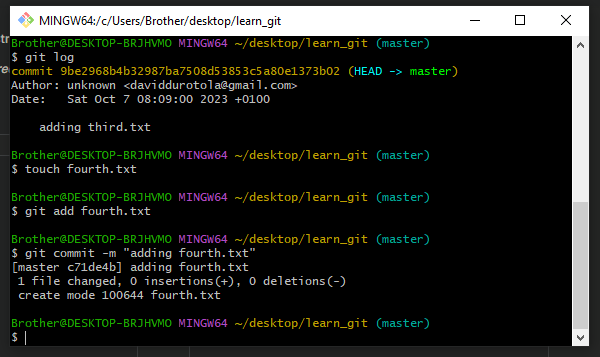 MINGW64:/c/Users/Brother/desktop/learn_git
Brother@DESKTOP-BRJHVMO MINGW64 ~/desktop/learn_git (master)
$ git log
commit 9be2968b4b32987ba7508d53853c5a80e1373b02 (HEAD -> master)
Author: unknown <daviddurotola@gmail.com>
Date:   Sat Oct 7 08:09:00 2023 +0100
    adding third.txt
Brother@DESKTOP-BRJHVMO MINGW64 ~/desktop/learn_git (master)
$ touch fourth.txt
Brother@DESKTOP-BRJHVMO MINGW64 ~/desktop/learn_git (master)
$ git add fourth.txt
Brother@DESKTOP-BRJHVMO MINGW64 ~/desktop/learn_git (master)
$ git commit -m "adding fourth.txt"
[master c71de4b] adding fourth.txt
 1 file changed, 0 insertions(+), 0 deletions(-)
 create mode 100644 fourth.txt
Brother@DESKTOP-BRJHVMO MINGW64 ~/desktop/learn_git (master)
$